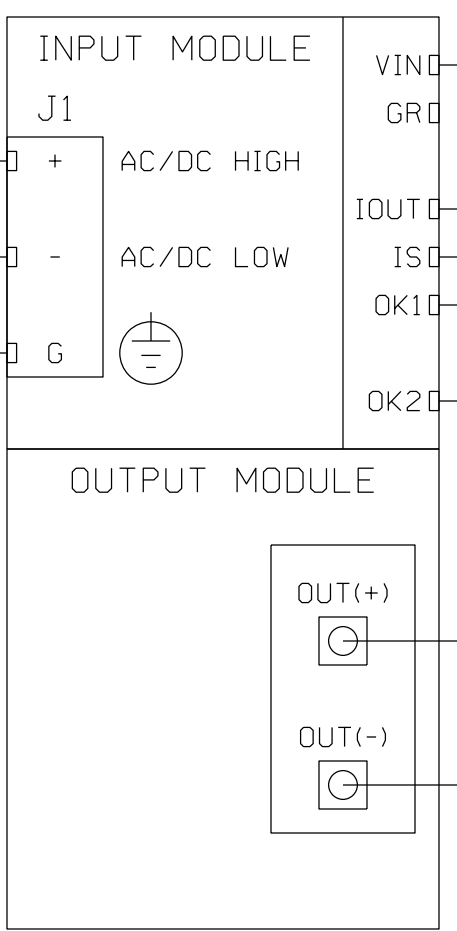 INPUT MODULE
VIN
J1
GR
+ AC/DC HIGH
IOUT
- AC/DC LOW
IS
OK1
G
OK2
OUTPUT MODULE
OUT(+)
OUT(-)